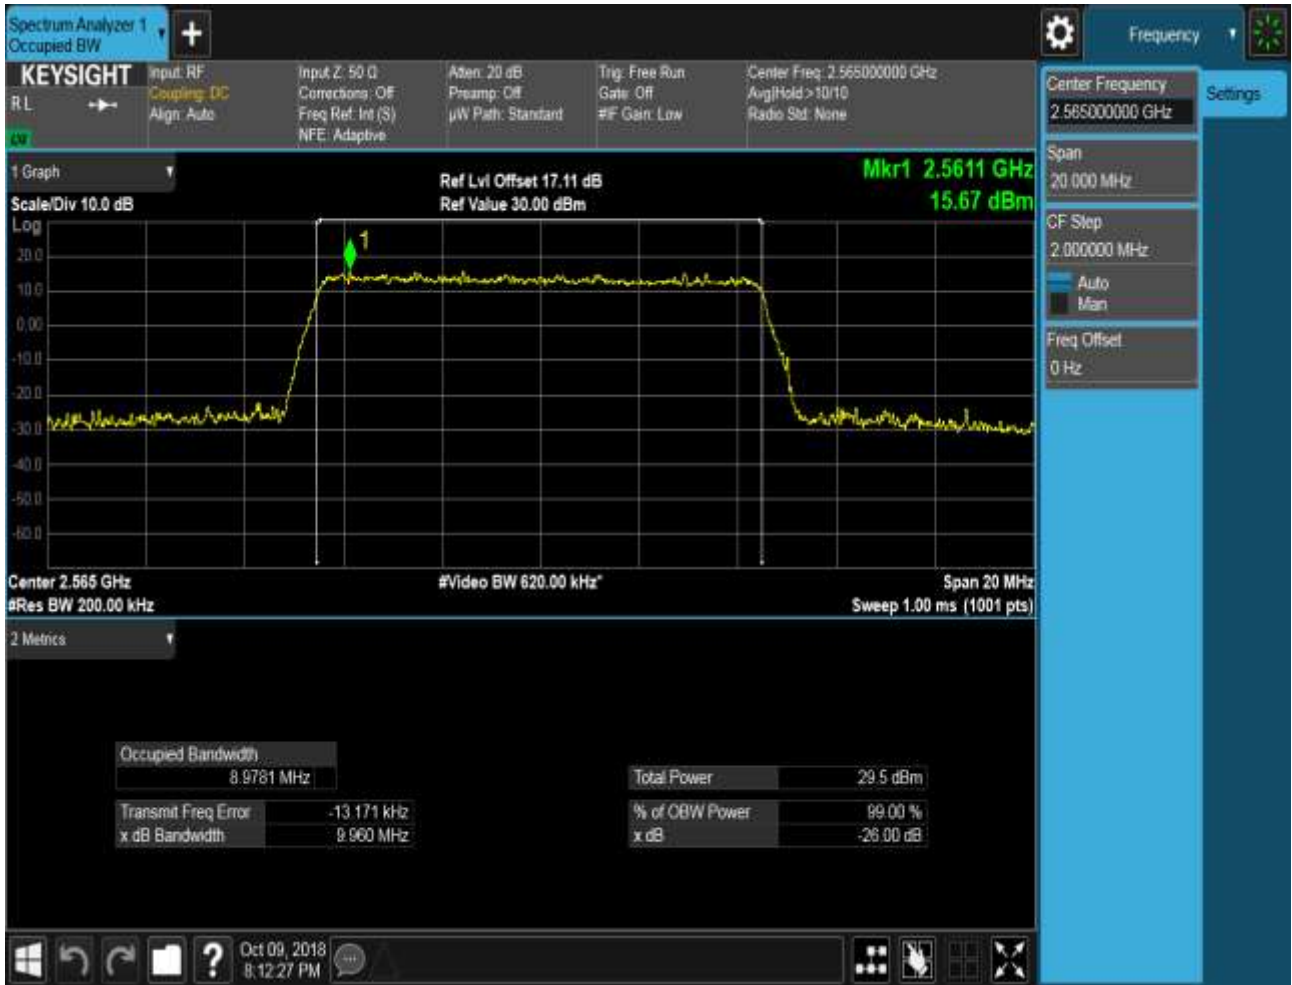 Spectrum Analyzer 1
Occupied BW
Frequency
KEYSIGHT
RL
Input: RF
Coupling: DC
Align: Auto
Input Z: 50 Ω
Corrections: Off
Freq Ref: Int (S)
NFE: Adaptive
Atten: 20 dB
Preamp: Off
µW Path: Standard
Trig: Free Run
Gate: Off
#IF Gain: Low
Center Freq: 2.565000000 GHz
Avg|Hold:>10/10
Radio Std: None
Center Frequency
2.565000000 GHz
Settings
Span
20.000 MHz
CF Step
2.000000 MHz
Auto
Man
Freq Offset
0 Hz
1 Graph
Scale/Div 10.0 dB
Ref Lvl Offset 17.11 dB
Ref Value 30.00 dBm
Mkr1 2.5611 GHz
15.67 dBm
Log
20.0
10.0
0.00
-10.0
-20.0
-30.0
-40.0
-50.0
-60.0
1
Center 2.565 GHz
#Res BW 200.00 kHz
#Video BW 620.00 kHz*
Span 20 MHz
Sweep 1.00 ms (1001 pts)
2 Metrics
Occupied Bandwidth
8.9781 MHz
Transmit Freq Error -13.171 kHz
x dB Bandwidth 9.960 MHz
Total Power 29.5 dBm
% of OBW Power 99.00 %
x dB -26.00 dB
?
Oct 09, 2018
8:12:27 PM